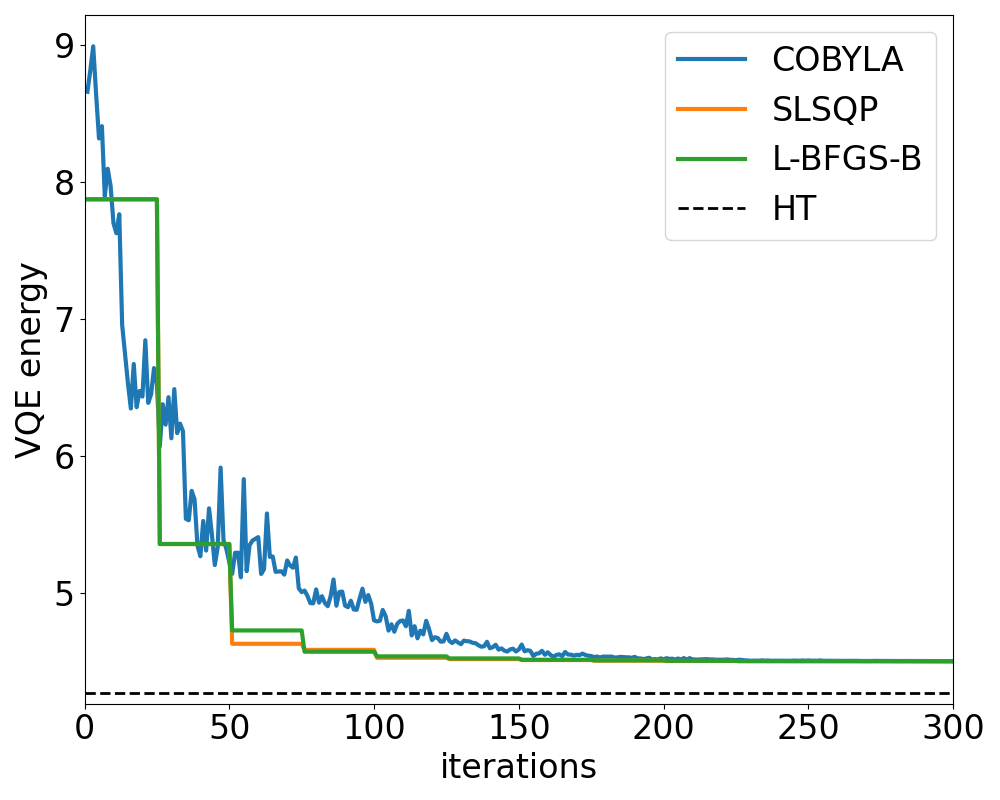 9
8
7
6
5
VQE energy
0
50
100
150
200
250
300
iterations
COBYLA
SLSQP
L-BFGS-B
HT